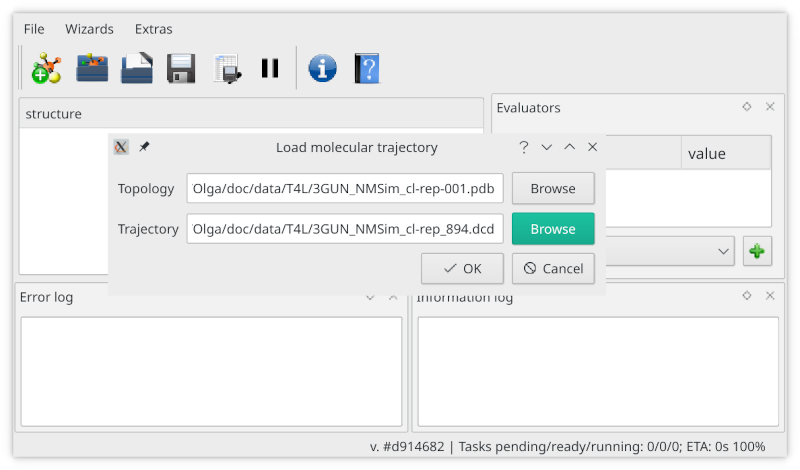 File Wizards Extras
structure
Evaluators
value
Load molecular trajectory
Topology Olga/doc/data/T4L/3GUN_NMSim_cl-rep-001.pdb Browse
Trajectory Olga/doc/data/T4L/3GUN_NMSim_cl-rep_894.dcd Browse
OK Cancel
Error log
Information log
v. #d914682 | Tasks pending/ready/running: 0/0/0; ETA: 0s 100%